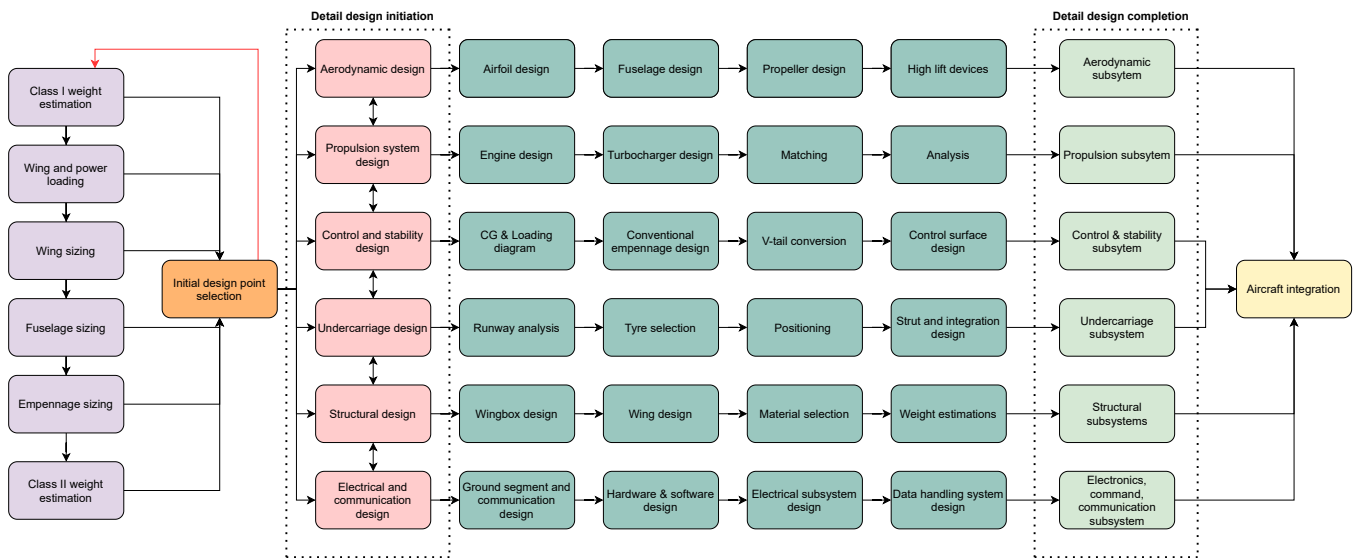 Detail design initiation
Detail design completion
Class I weight
estimation
Wing and power
loading
Wing sizing
Fuselage sizing
Empennage sizing
Class II weight
estimation
Initial design point
selection
Aerodynamic design
Airfoil design
Fuselage design
Propeller design
High lift devices
Aerodynamic
subsytem
Propulsion system
design
Engine design
Turbocharger design
Matching
Analysis
Propulsion subsytem
Control and stability
design
CG & Loading
diagram
Conventional
empennage design
V-tail conversion
Control surface
design
Control & stability
subsytem
Undercarriage design
Runway analysis
Tyre selection
Positioning
Strut and integration
design
Undercarriage
subsystem
Structural design
Wingbox design
Wing design
Material selection
Weight estimations
Structural
subsystems
Electrical and
communication
design
Ground segment and
communication
design
Hardware & software
design
Electrical subsystem
design
Data handling system
design
Electronics,
command,
communication
subsystem
Aircraft integration